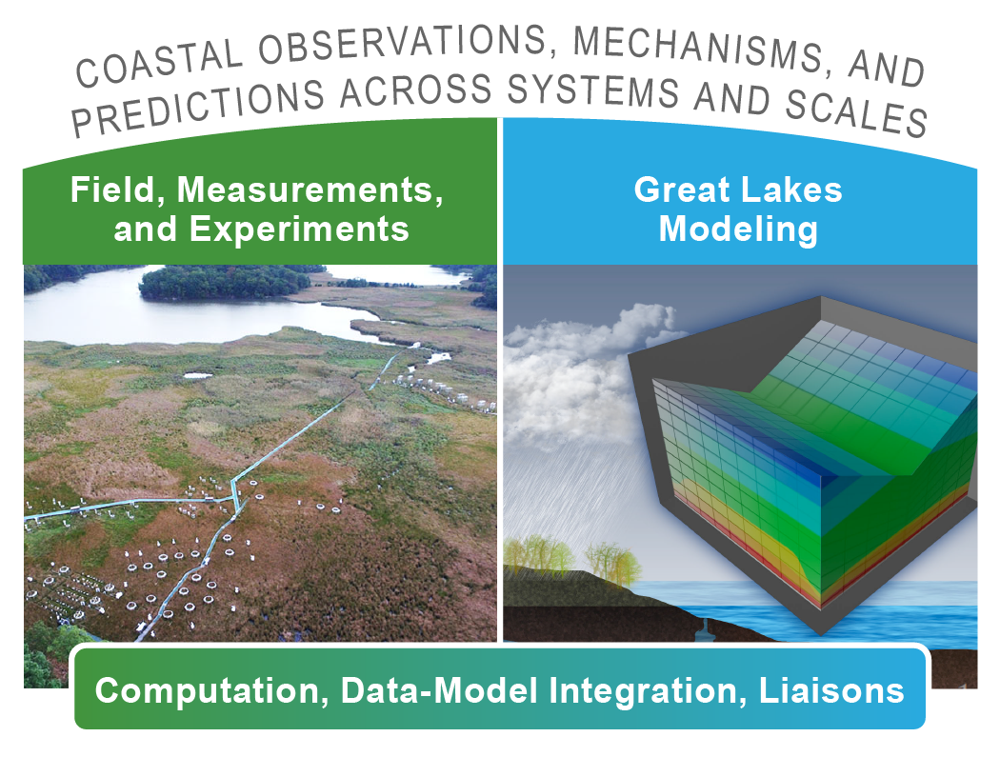 COASTAL OBSERVATIONS, MECHANISMS, AND
PREDICTIONS ACROSS SYSTEMS AND SCALES
Field, Measurements,
and Experiments
Great Lakes
Modeling
Computation, Data-Model Integration, Liaisons